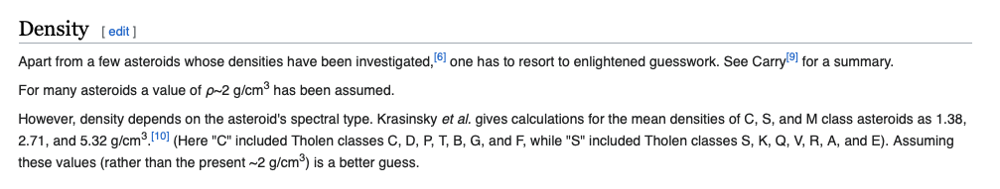 Density [ edit ]
Apart from a few asteroids whose densities have been investigated,[6] one has to resort to enlightened guesswork. See Carry[9] for a summary.
For many asteroids a value of ρ~2 g/cm3 has been assumed.
However, density depends on the asteroid's spectral type. Krasinsky et al. gives calculations for the mean densities of C, S, and M class asteroids as 1.38,
2.71, and 5.32 g/cm3.[10] (Here "C" included Tholen classes C, D, P, T, B, G, and F, while "S" included Tholen classes S, K, Q, V, R, A, and E). Assuming
these values (rather than the present ~2 g/cm3) is a better guess.